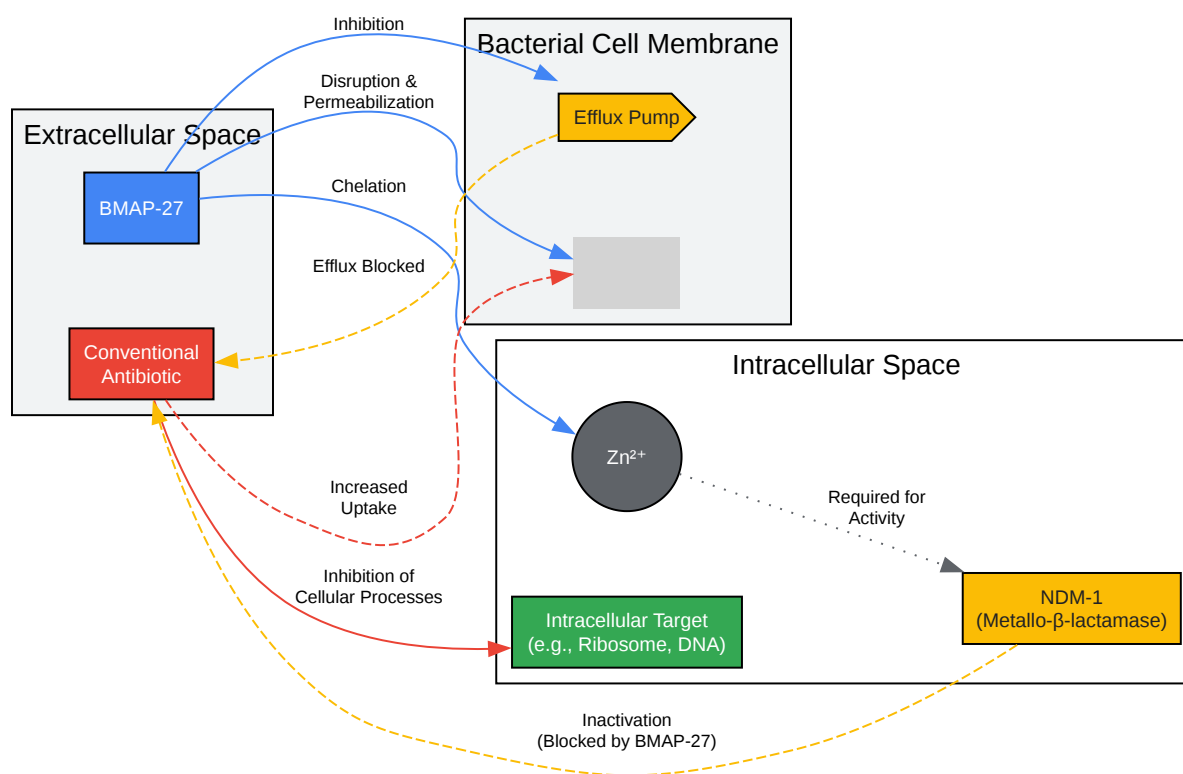 Inhibition
Bacterial Cell Membrane
Disruption &
Permeabilization
Efflux Pump
Extracellular Space
Chelation
BMAP-27
Efflux Blocked
Conventional
Antibiotic
Intracellular Space
Zn²⁺
Increased
Uptake
Required for
Activity
Inhibition of
Cellular Processes
NDM-1
(Metallo-β-lactamase)
Intracellular Target
(e.g., Ribosome, DNA)
Inactivation
(Blocked by BMAP-27)